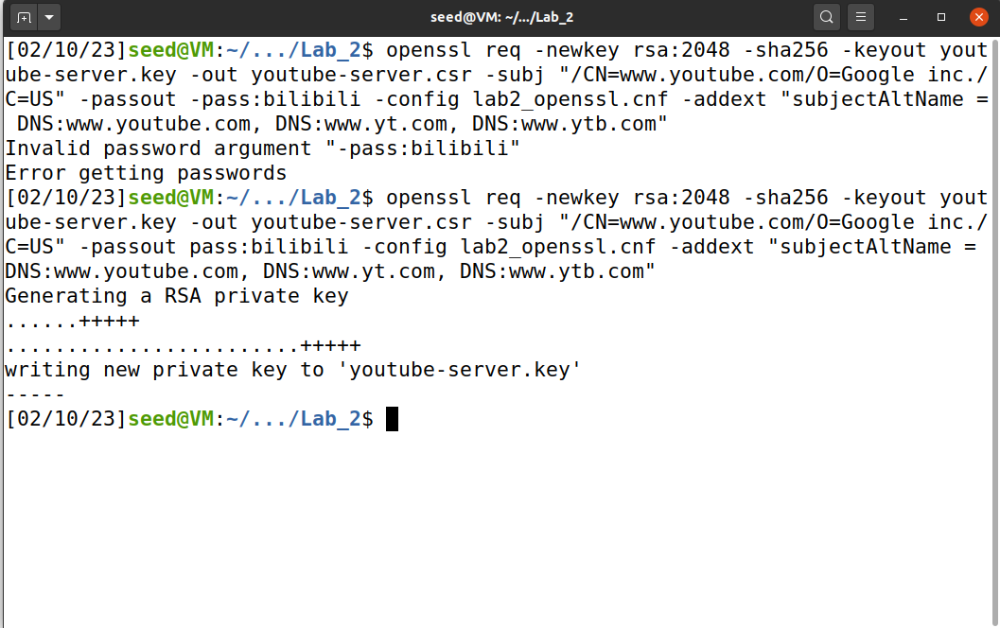 seed@VM: ~/.../Lab_2
[02/10/23]seed@VM:~/.../Lab_2$ openssl req -newkey rsa:2048 -sha256 -keyout yout
ube-server.key -out youtube-server.csr -subj "/CN=www.youtube.com/O=Google inc./
C=US" -passout -pass:bilibili -config lab2_openssl.cnf -addext "subjectAltName =
 DNS:www.youtube.com, DNS:www.yt.com, DNS:www.ytb.com"
Invalid password argument "-pass:bilibili"
Error getting passwords
[02/10/23]seed@VM:~/.../Lab_2$ openssl req -newkey rsa:2048 -sha256 -keyout yout
ube-server.key -out youtube-server.csr -subj "/CN=www.youtube.com/O=Google inc./
C=US" -passout pass:bilibili -config lab2_openssl.cnf -addext "subjectAltName = 
DNS:www.youtube.com, DNS:www.yt.com, DNS:www.ytb.com"
Generating a RSA private key
......+++++
........................+++++
writing new private key to 'youtube-server.key'
-----
[02/10/23]seed@VM:~/.../Lab_2$